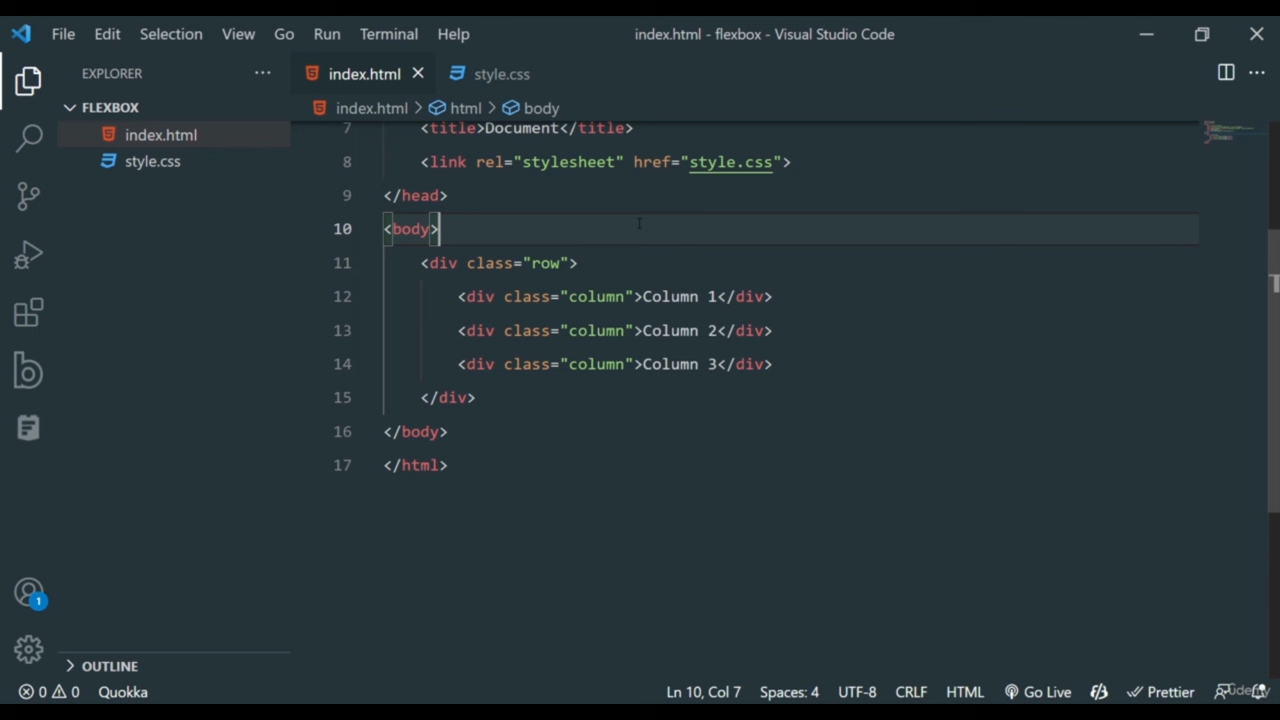 File Edit Selection View Go Run Terminal Help index.html - flexbox - Visual Studio Code
EXPLORER ... index.html style.css ...
FLEXBOX
index.html > html > body
index.html
style.css
7 <title>Document</title>
8 <link rel="stylesheet" href="style.css">
9 </head>
10 <body>
11 <div class="row">
12 <div class="column">Column 1</div>
13 <div class="column">Column 2</div>
14 <div class="column">Column 3</div>
15 </div>
16 </body>
17 </html>
1
OUTLINE
0 0 Quokka Ln 10, Col 7 Spaces: 4 UTF-8 CRLF HTML Go Live Prettier